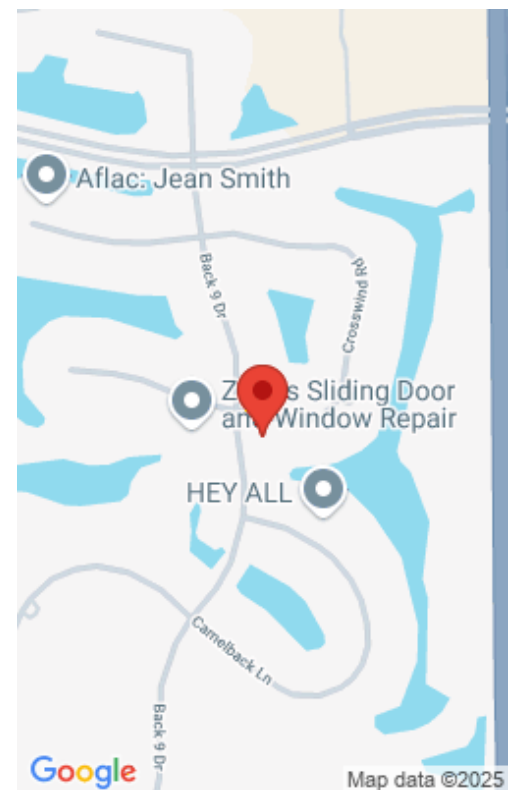 Aflac: Jean Smith
Back 9 Dr
Crosswind Rd
s Sliding Door
and Window Repair
HEY ALL
Camelback Ln
Back 9 Dr
Google
Map data ©2025